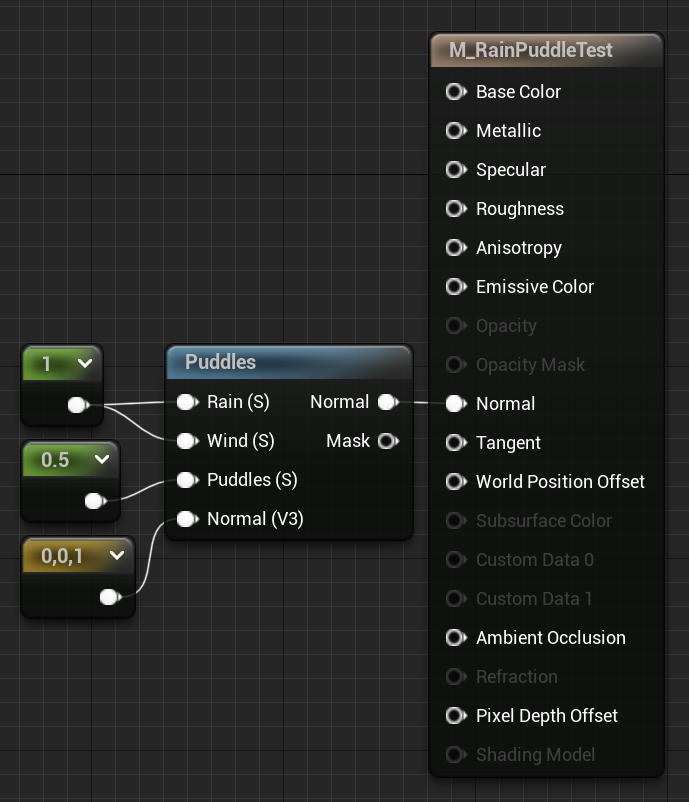 M_RainPuddleTest
Base Color
Metallic
Specular
Roughness
Anisotropy
Emissive Color
Opacity
Opacity Mask
Normal
Tangent
World Position Offset
Subsurface Color
Custom Data 0
Custom Data 1
Ambient Occlusion
Refraction
Pixel Depth Offset
Shading Model
1
0.5
0,0,1
Puddles
Rain (S) Normal
Wind (S) Mask
Puddles (S)
Normal (V3)